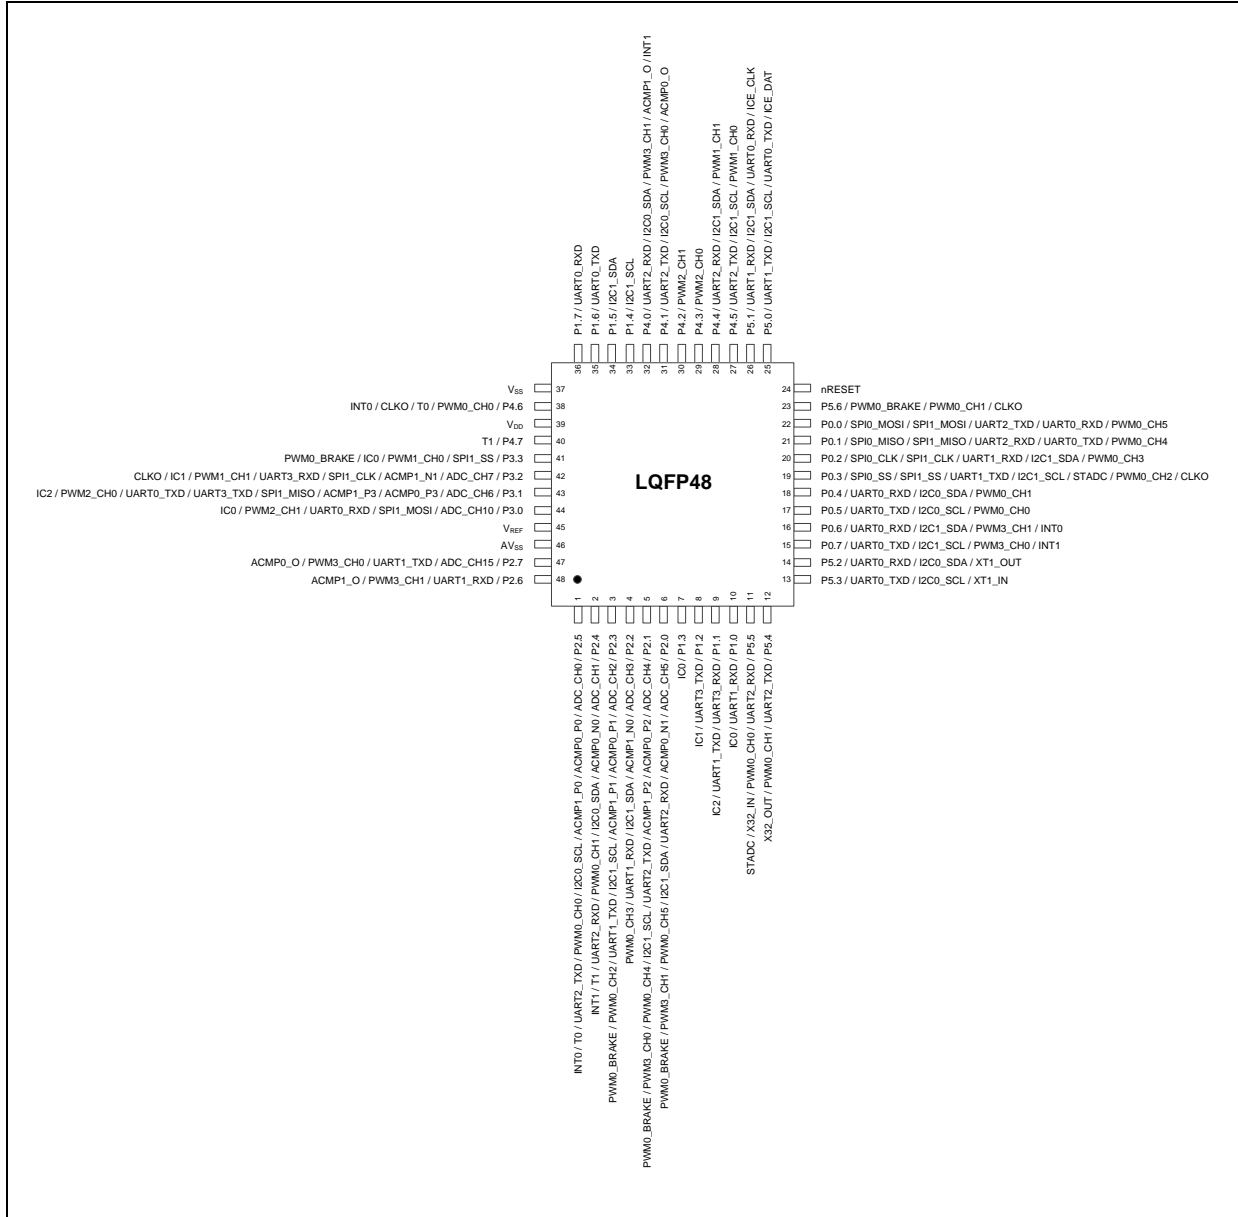 P1.7 / UART0_RXD
P1.6 / UART0_TXD
P1.5 / I2C1_SDA
P1.4 / I2C1_SCL
P4.0 / UART2_RXD / I2C0_SDA / PWM3_CH1 / ACMP1_O / INT1
P4.1 / UART2_TXD / I2C0_SCL / PWM3_CH0 / ACMP0_O
P4.2 / PWM2_CH1
P4.3 / PWM2_CH0
P4.4 / UART2_RXD / I2C1_SDA / PWM1_CH1
P4.5 / UART2_TXD / I2C1_SCL / PWM1_CH0
P5.1 / UART1_RXD / I2C1_SDA / UART0_RXD / ICE_CLK
P5.0 / UART1_TXD / I2C1_SCL / UART0_TXD / ICE_DAT
36
35
34
33
32
31
30
29
28
27
26
25
VSS 37
INT0 / CLKO / T0 / PWM0_CH0 / P4.6 38
VDD 39
T1 / P4.7 40
PWM0_BRAKE / IC0 / PWM1_CH0 / SPI1_SS / P3.3 41
CLKO / IC1 / PWM1_CH1 / UART3_RXD / SPI1_CLK / ACMP1_N1 / ADC_CH7 / P3.2 42
IC2 / PWM2_CH0 / UART0_TXD / UART3_TXD / SPI1_MISO / ACMP1_P3 / ACMP0_P3 / ADC_CH6 / P3.1 43
IC0 / PWM2_CH1 / UART0_RXD / SPI1_MOSI / ADC_CH10 / P3.0 44
VREF 45
AVSS 46
ACMP0_O / PWM3_CH0 / UART1_TXD / ADC_CH15 / P2.7 47
ACMP1_O / PWM3_CH1 / UART1_RXD / P2.6 48
LQFP48
24 nRESET
23 P5.6 / PWM0_BRAKE / PWM0_CH1 / CLKO
22 P0.0 / SPI0_MOSI / SPI1_MOSI / UART2_TXD / UART0_RXD / PWM0_CH5
21 P0.1 / SPI0_MISO / SPI1_MISO / UART2_RXD / UART0_TXD / PWM0_CH4
20 P0.2 / SPI0_CLK / SPI1_CLK / UART1_RXD / I2C1_SDA / PWM0_CH3
19 P0.3 / SPI0_SS / SPI1_SS / UART1_TXD / I2C1_SCL / STADC / PWM0_CH2 / CLKO
18 P0.4 / UART0_RXD / I2C0_SDA / PWM0_CH1
17 P0.5 / UART0_TXD / I2C0_SCL / PWM0_CH0
16 P0.6 / UART0_RXD / I2C1_SDA / PWM3_CH1 / INT0
15 P0.7 / UART0_TXD / I2C1_SCL / PWM3_CH0 / INT1
14 P5.2 / UART0_RXD / I2C0_SDA / XT1_OUT
13 P5.3 / UART0_TXD / I2C0_SCL / XT1_IN
1
2
3
4
5
6
7
8
9
10
11
12
INT0 / T0 / UART2_TXD / PWM0_CH0 / I2C0_SCL / ACMP1_P0 / ACMP0_P0 / ADC_CH0 / P2.5
INT1 / T1 / UART2_RXD / PWM0_CH1 / I2C0_SDA / ACMP0_N0 / ADC_CH1 / P2.4
PWM0_BRAKE / PWM0_CH2 / UART1_TXD / I2C1_SCL / ACMP1_P1 / ACMP0_P1 / ADC_CH2 / P2.3
PWM0_CH3 / UART1_RXD / I2C1_SDA / ACMP1_N0 / ADC_CH3 / P2.2
PWM0_BRAKE / PWM3_CH0 / PWM0_CH4 / I2C1_SCL / UART2_TXD / ACMP1_P2 / ACMP0_P2 / ADC_CH4 / P2.1
PWM0_BRAKE / PWM3_CH1 / PWM0_CH5 / I2C1_SDA / UART2_RXD / ACMP0_N1 / ADC_CH5 / P2.0
IC0 / P1.3
IC1 / UART3_TXD / P1.2
IC2 / UART1_TXD / UART3_RXD / P1.1
IC0 / UART1_RXD / P1.0
STADC / X32_IN / PWM0_CH0 / UART2_RXD / P5.5
X32_OUT / PWM0_CH1 / UART2_TXD / P5.4